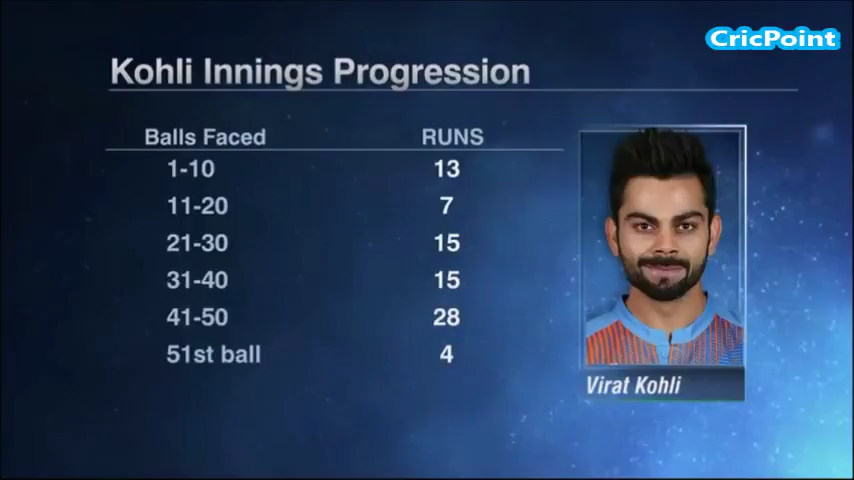 CricPoint
Kohli Innings Progression
Balls Faced RUNS
1-10 13
11-20 7
21-30 15
31-40 15
41-50 28
51st ball 4
Virat Kohli